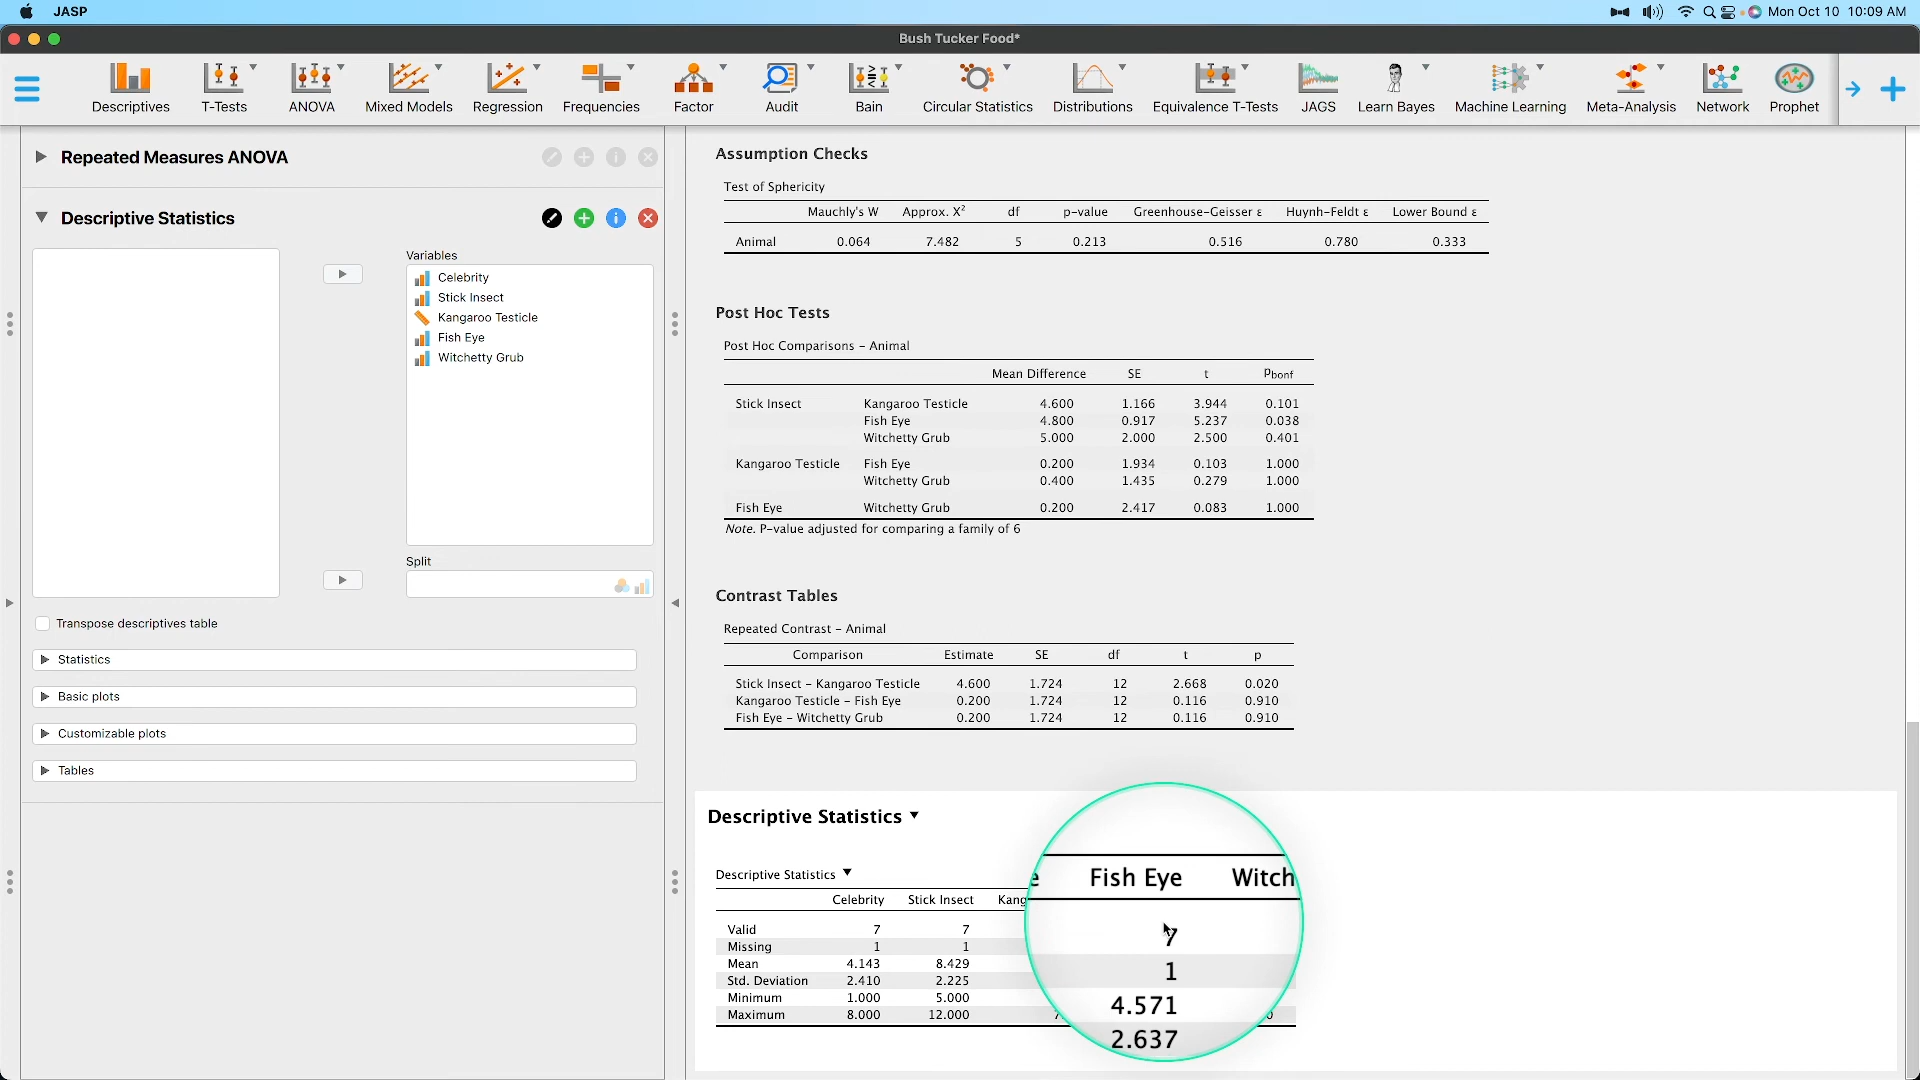 JASP
Mon Oct 10 10:09 AM
Bush Tucker Food*
Descriptives T-Tests ANOVA Mixed Models Regression Frequencies Factor Audit Bain Circular Statistics Distributions Equivalence T-Tests JAGS Learn Bayes Machine Learning Meta-Analysis Network Prophet
Repeated Measures ANOVA
Descriptive Statistics
Variables
Celebrity
Stick Insect
Kangaroo Testicle
Fish Eye
Witchetty Grub
Split
Transpose descriptives table
Statistics
Basic plots
Customizable plots
Tables
Assumption Checks
Test of Sphericity
Mauchly's W Approx. X² df p-value Greenhouse-Geisser ε Huynh-Feldt ε Lower Bound ε
Animal 0.064 7.482 5 0.213 0.516 0.780 0.333
Post Hoc Tests
Post Hoc Comparisons - Animal
Mean Difference SE t Pbonf
Stick Insect Kangaroo Testicle 4.600 1.166 3.944 0.101
Fish Eye 4.800 0.917 5.237 0.038
Witchetty Grub 5.000 2.000 2.500 0.401
Kangaroo Testicle Fish Eye 0.200 1.934 0.103 1.000
Witchetty Grub 0.400 1.435 0.279 1.000
Fish Eye Witchetty Grub 0.200 2.417 0.083 1.000
Note. P-value adjusted for comparing a family of 6
Contrast Tables
Repeated Contrast - Animal
Comparison Estimate SE df t p
Stick Insect - Kangaroo Testicle 4.600 1.724 12 2.668 0.020
Kangaroo Testicle - Fish Eye 0.200 1.724 12 0.116 0.910
Fish Eye - Witchetty Grub 0.200 1.724 12 0.116 0.910
Descriptive Statistics
Descriptive Statistics
Celebrity Stick Insect Kang e Fish Eye Witch
Valid 7 7 7
Missing 1 1 1
Mean 4.143 8.429 4.571
Std. Deviation 2.410 2.225 2.637
Minimum 1.000 5.000
Maximum 8.000 12.000